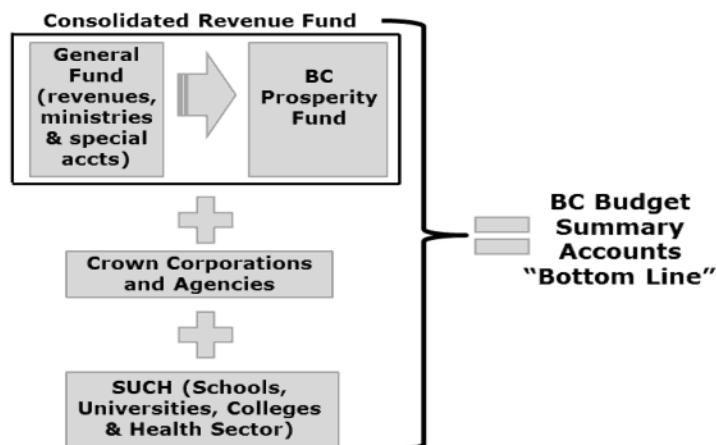 Consolidated Revenue Fund
General
Fund
(revenues,
ministries
& special
accts)
BC
Prosperity
Fund
Crown Corporations
and Agencies
SUCH (Schools,
Universities, Colleges
& Health Sector)
BC Budget
Summary
Accounts
“Bottom Line”